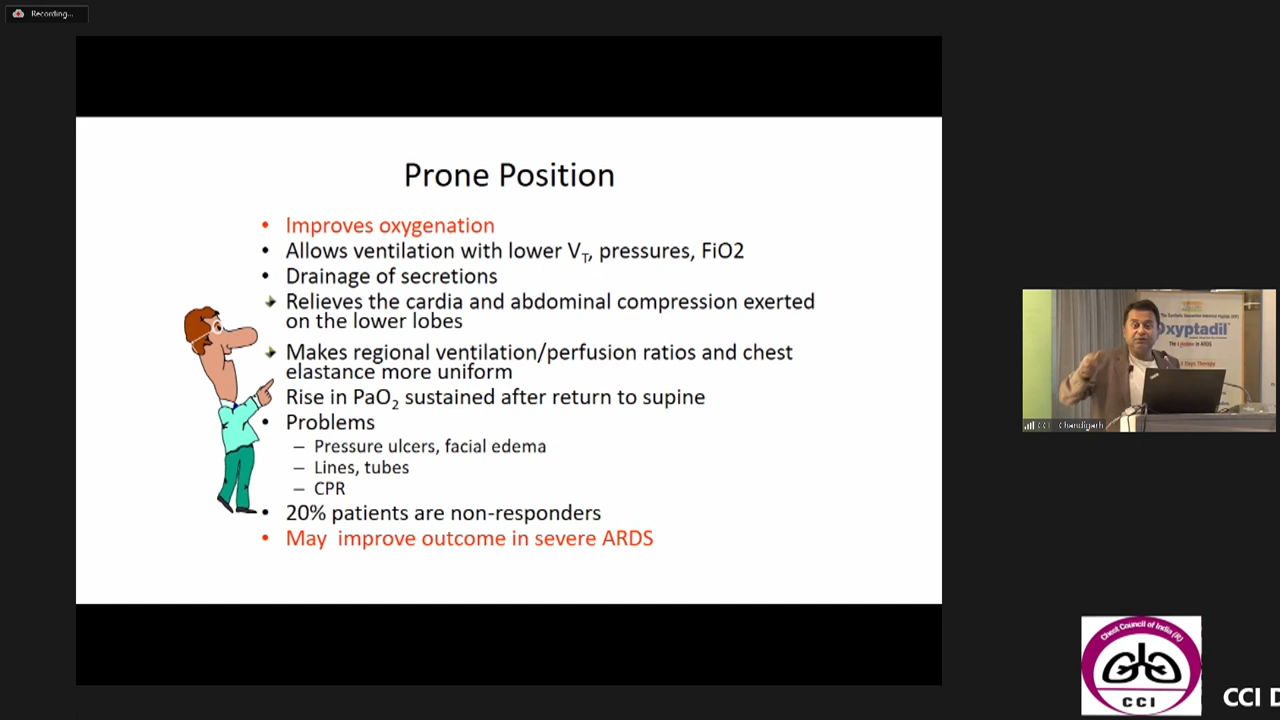 Recording...
Prone Position
• Improves oxygenation
• Allows ventilation with lower VT, pressures, FiO2
• Drainage of secretions
Relieves the cardia and abdominal compression exerted
on the lower lobes
Makes regional ventilation/perfusion ratios and chest
elastance more uniform
Rise in PaO2 sustained after return to supine
• Problems
– Pressure ulcers, facial edema
– Lines, tubes
– CPR
• 20% patients are non-responders
• May improve outcome in severe ARDS
Oxyptadil
in ARDS
Days Therapy
CCI Chandigarh
Chest Council of India (R)
CCI
CCI D